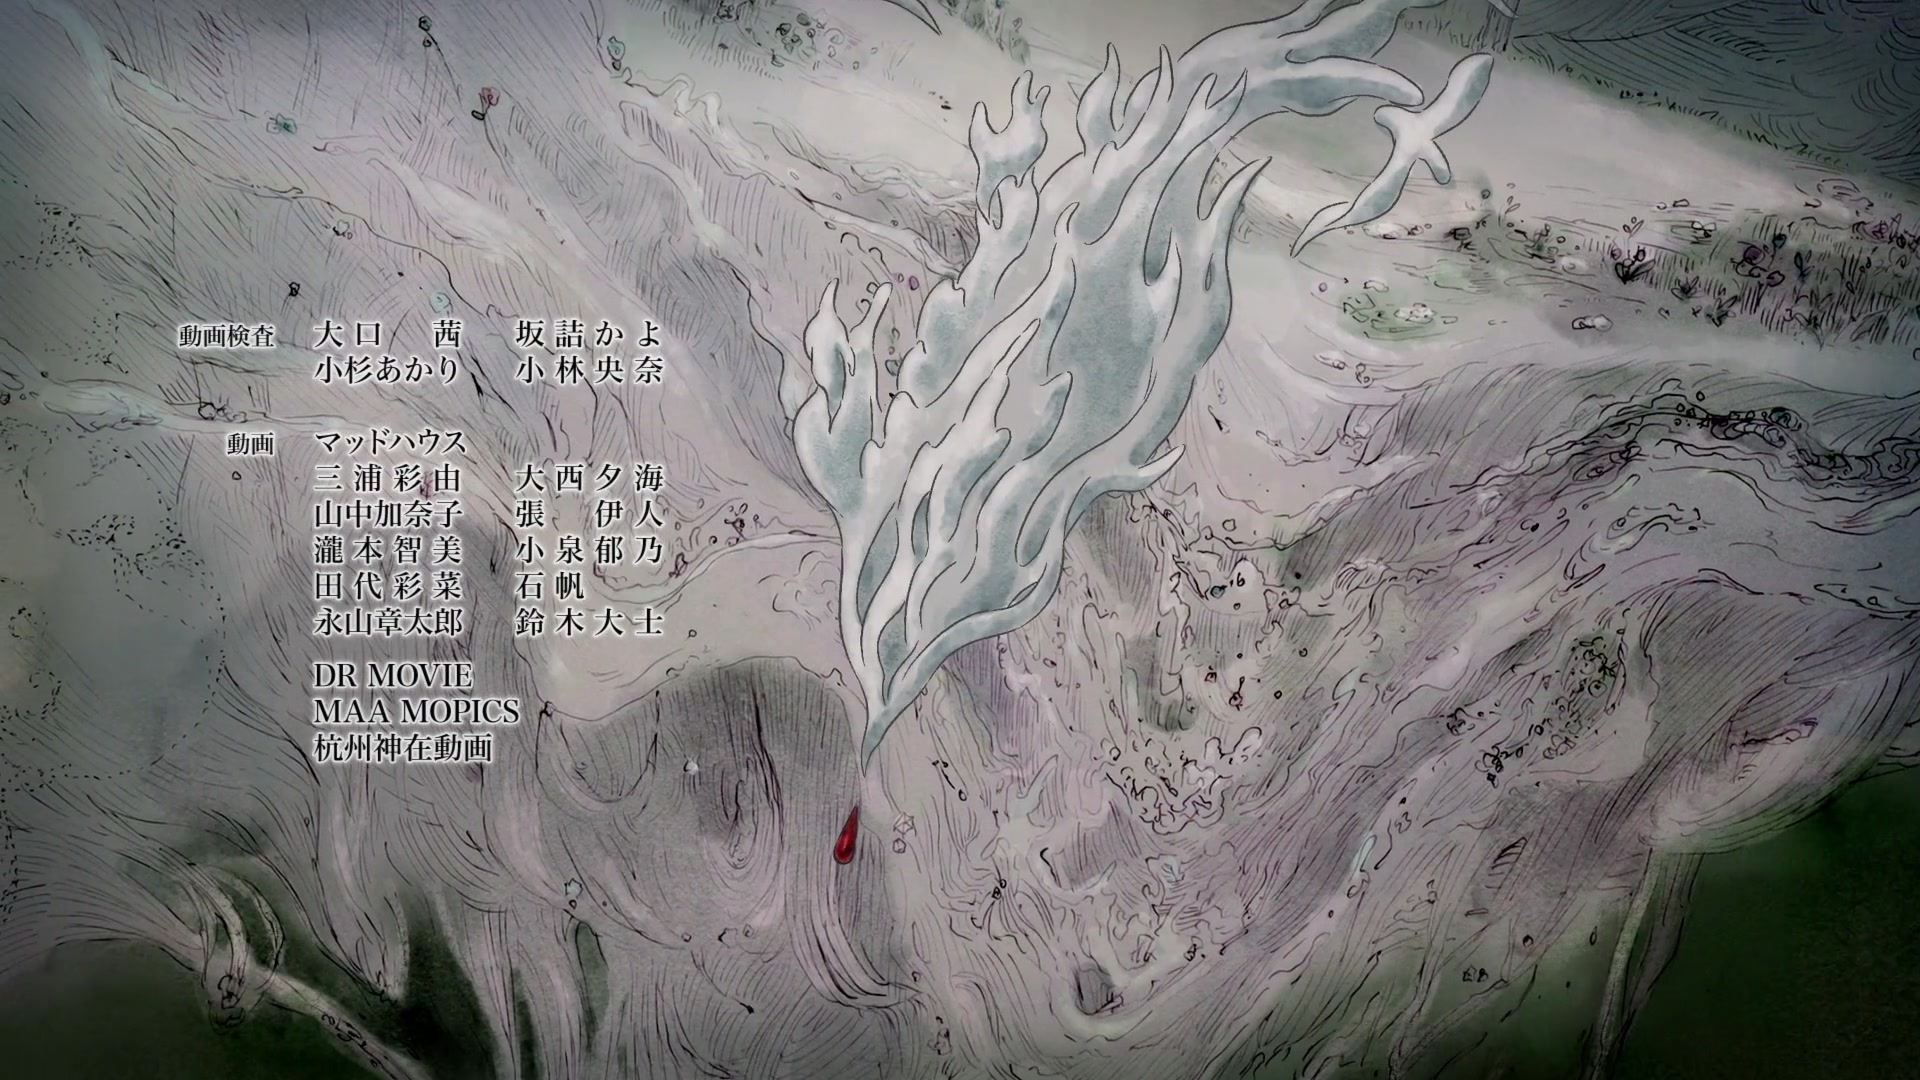 動画検査 大口 茜 坂詰かよ
小杉あかり 小林央奈
動画 マッドハウス
三浦彩由 大西夕海
山中加奈子 張 伊人
瀧本智美 小泉郁乃
田代彩菜 石帆
永山章太郎 鈴木大士
DR MOVIE
MAA MOPICS
杭州神在動画